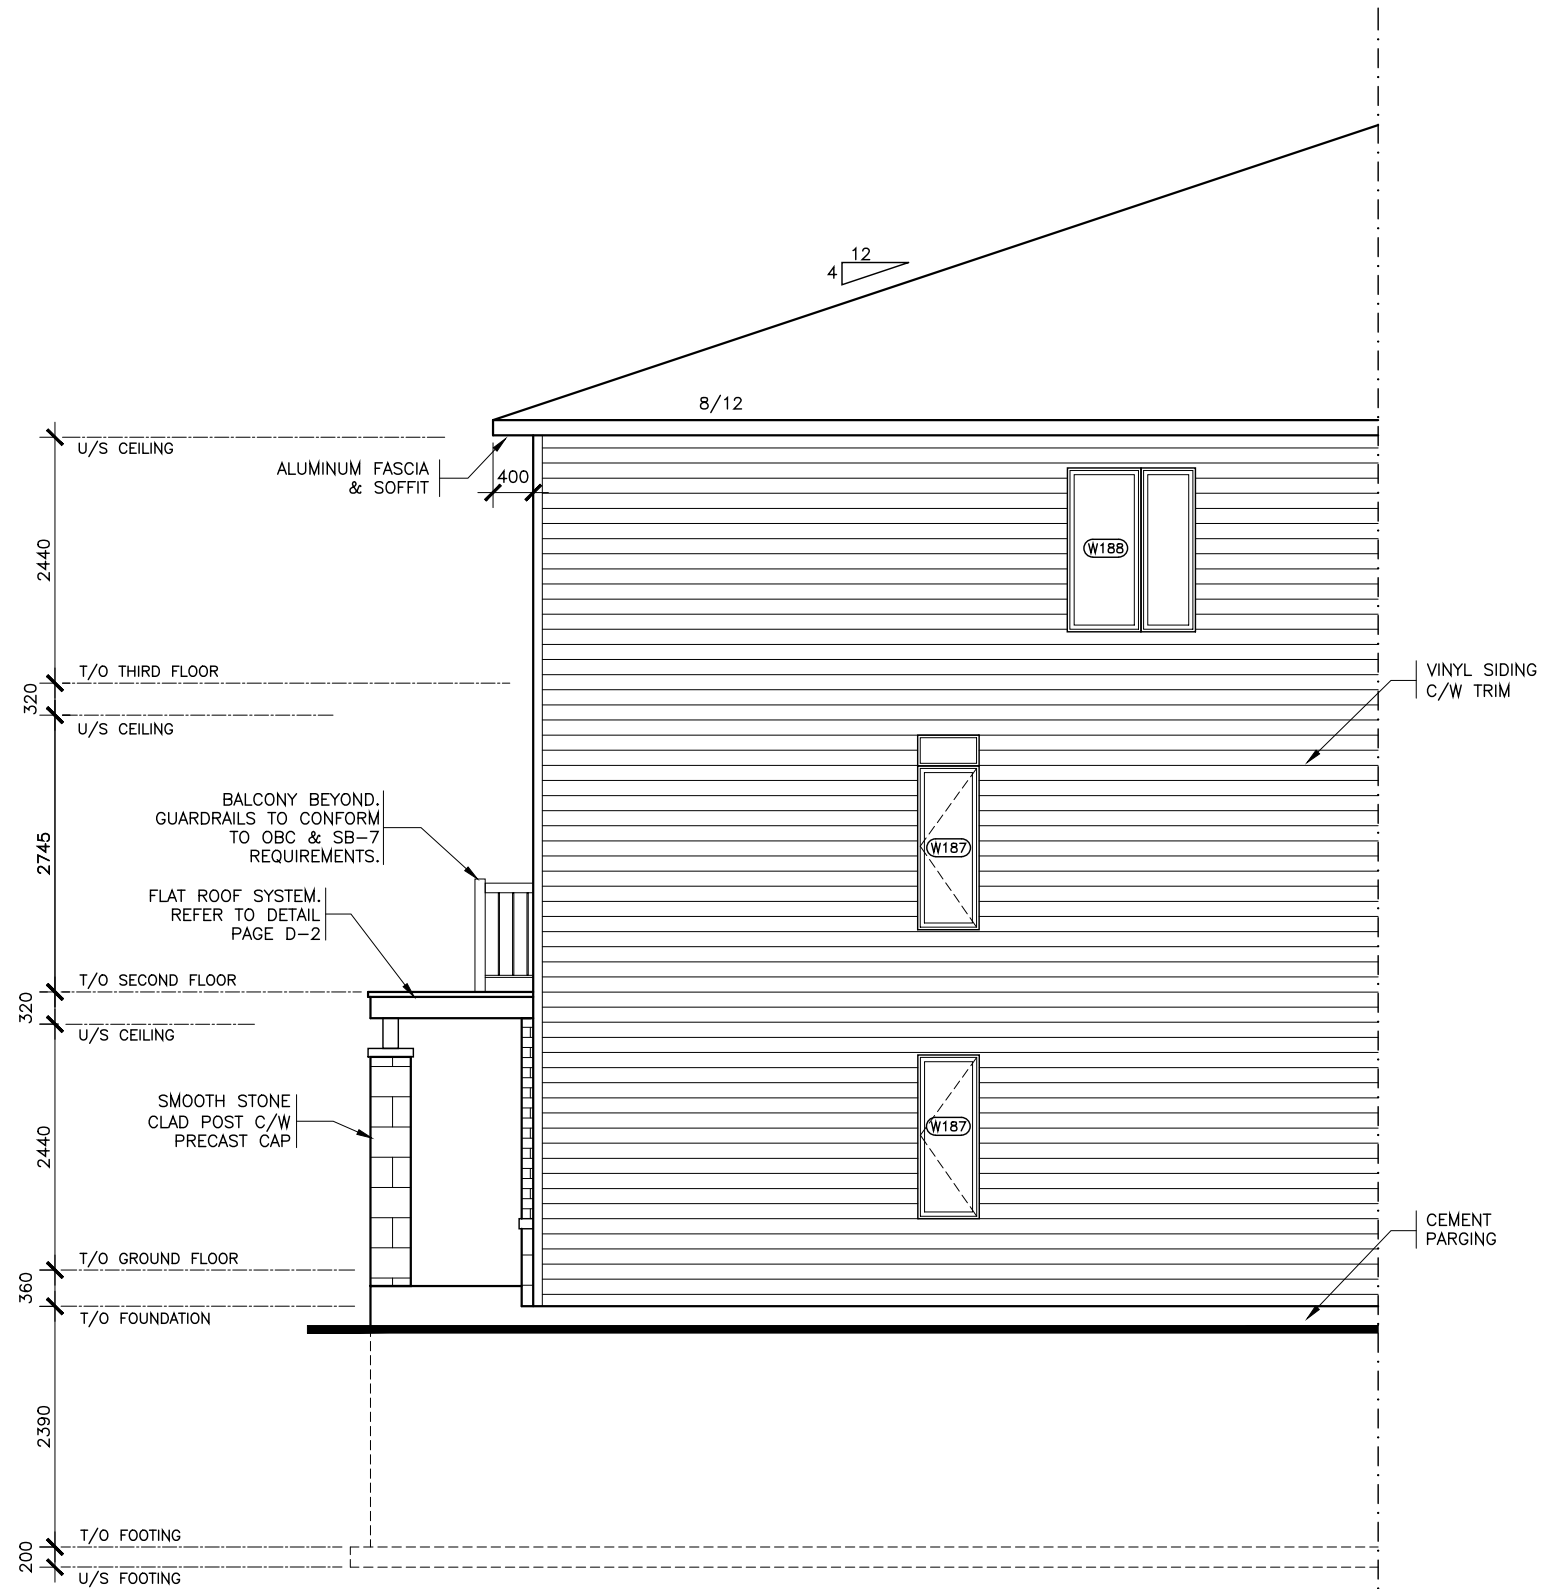 12
4
8/12
U/S CEILING
ALUMINUM FASCIA
& SOFFIT
400
W188
2440
T/O THIRD FLOOR
320
U/S CEILING
VINYL SIDING
C/W TRIM
BALCONY BEYOND.
GUARDRAILS TO CONFORM
TO OBC & SB-7
REQUIREMENTS.
2745
W187
FLAT ROOF SYSTEM.
REFER TO DETAIL
PAGE D-2
T/O SECOND FLOOR
320
U/S CEILING
SMOOTH STONE
CLAD POST C/W
PRECAST CAP
2440
W187
CEMENT
PARGING
T/O GROUND FLOOR
360
T/O FOUNDATION
2390
T/O FOOTING
200
U/S FOOTING